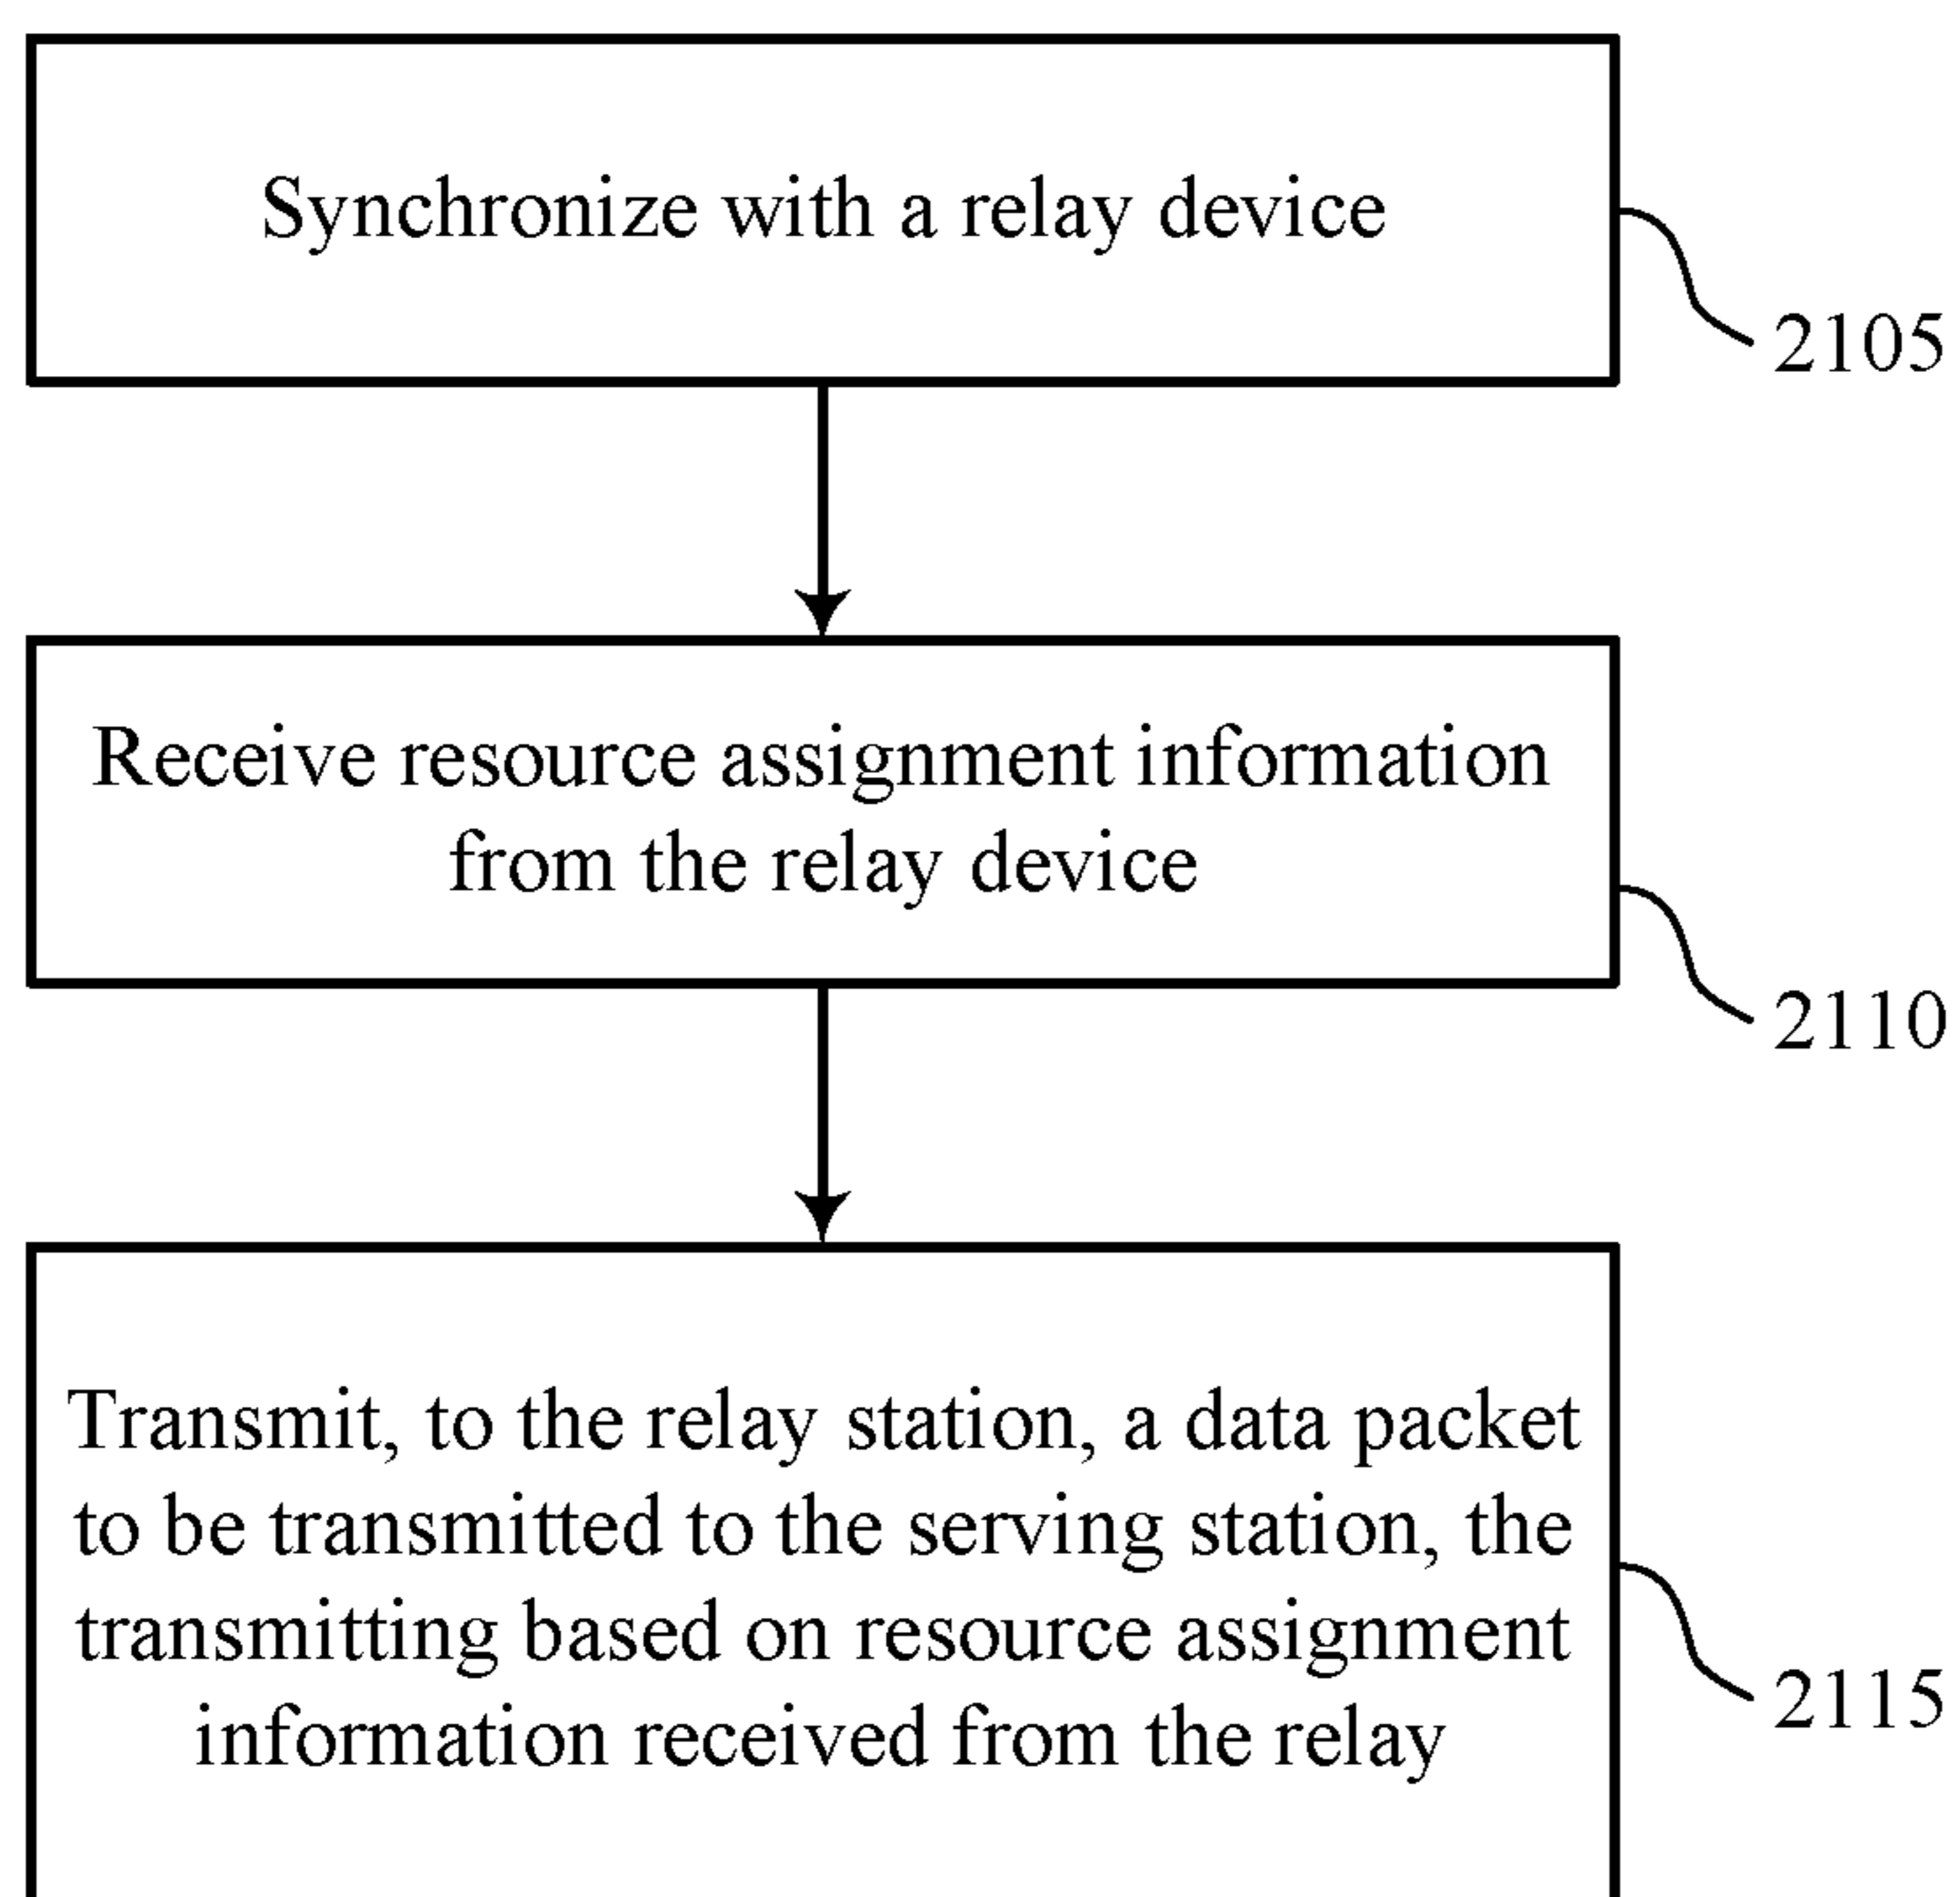 Synchronize with a relay device
2105
Receive resource assignment information
from the relay device
2110
Transmit, to the relay station, a data packet
to be transmitted to the serving station, the
transmitting based on resource assignment
information received from the relay
2115